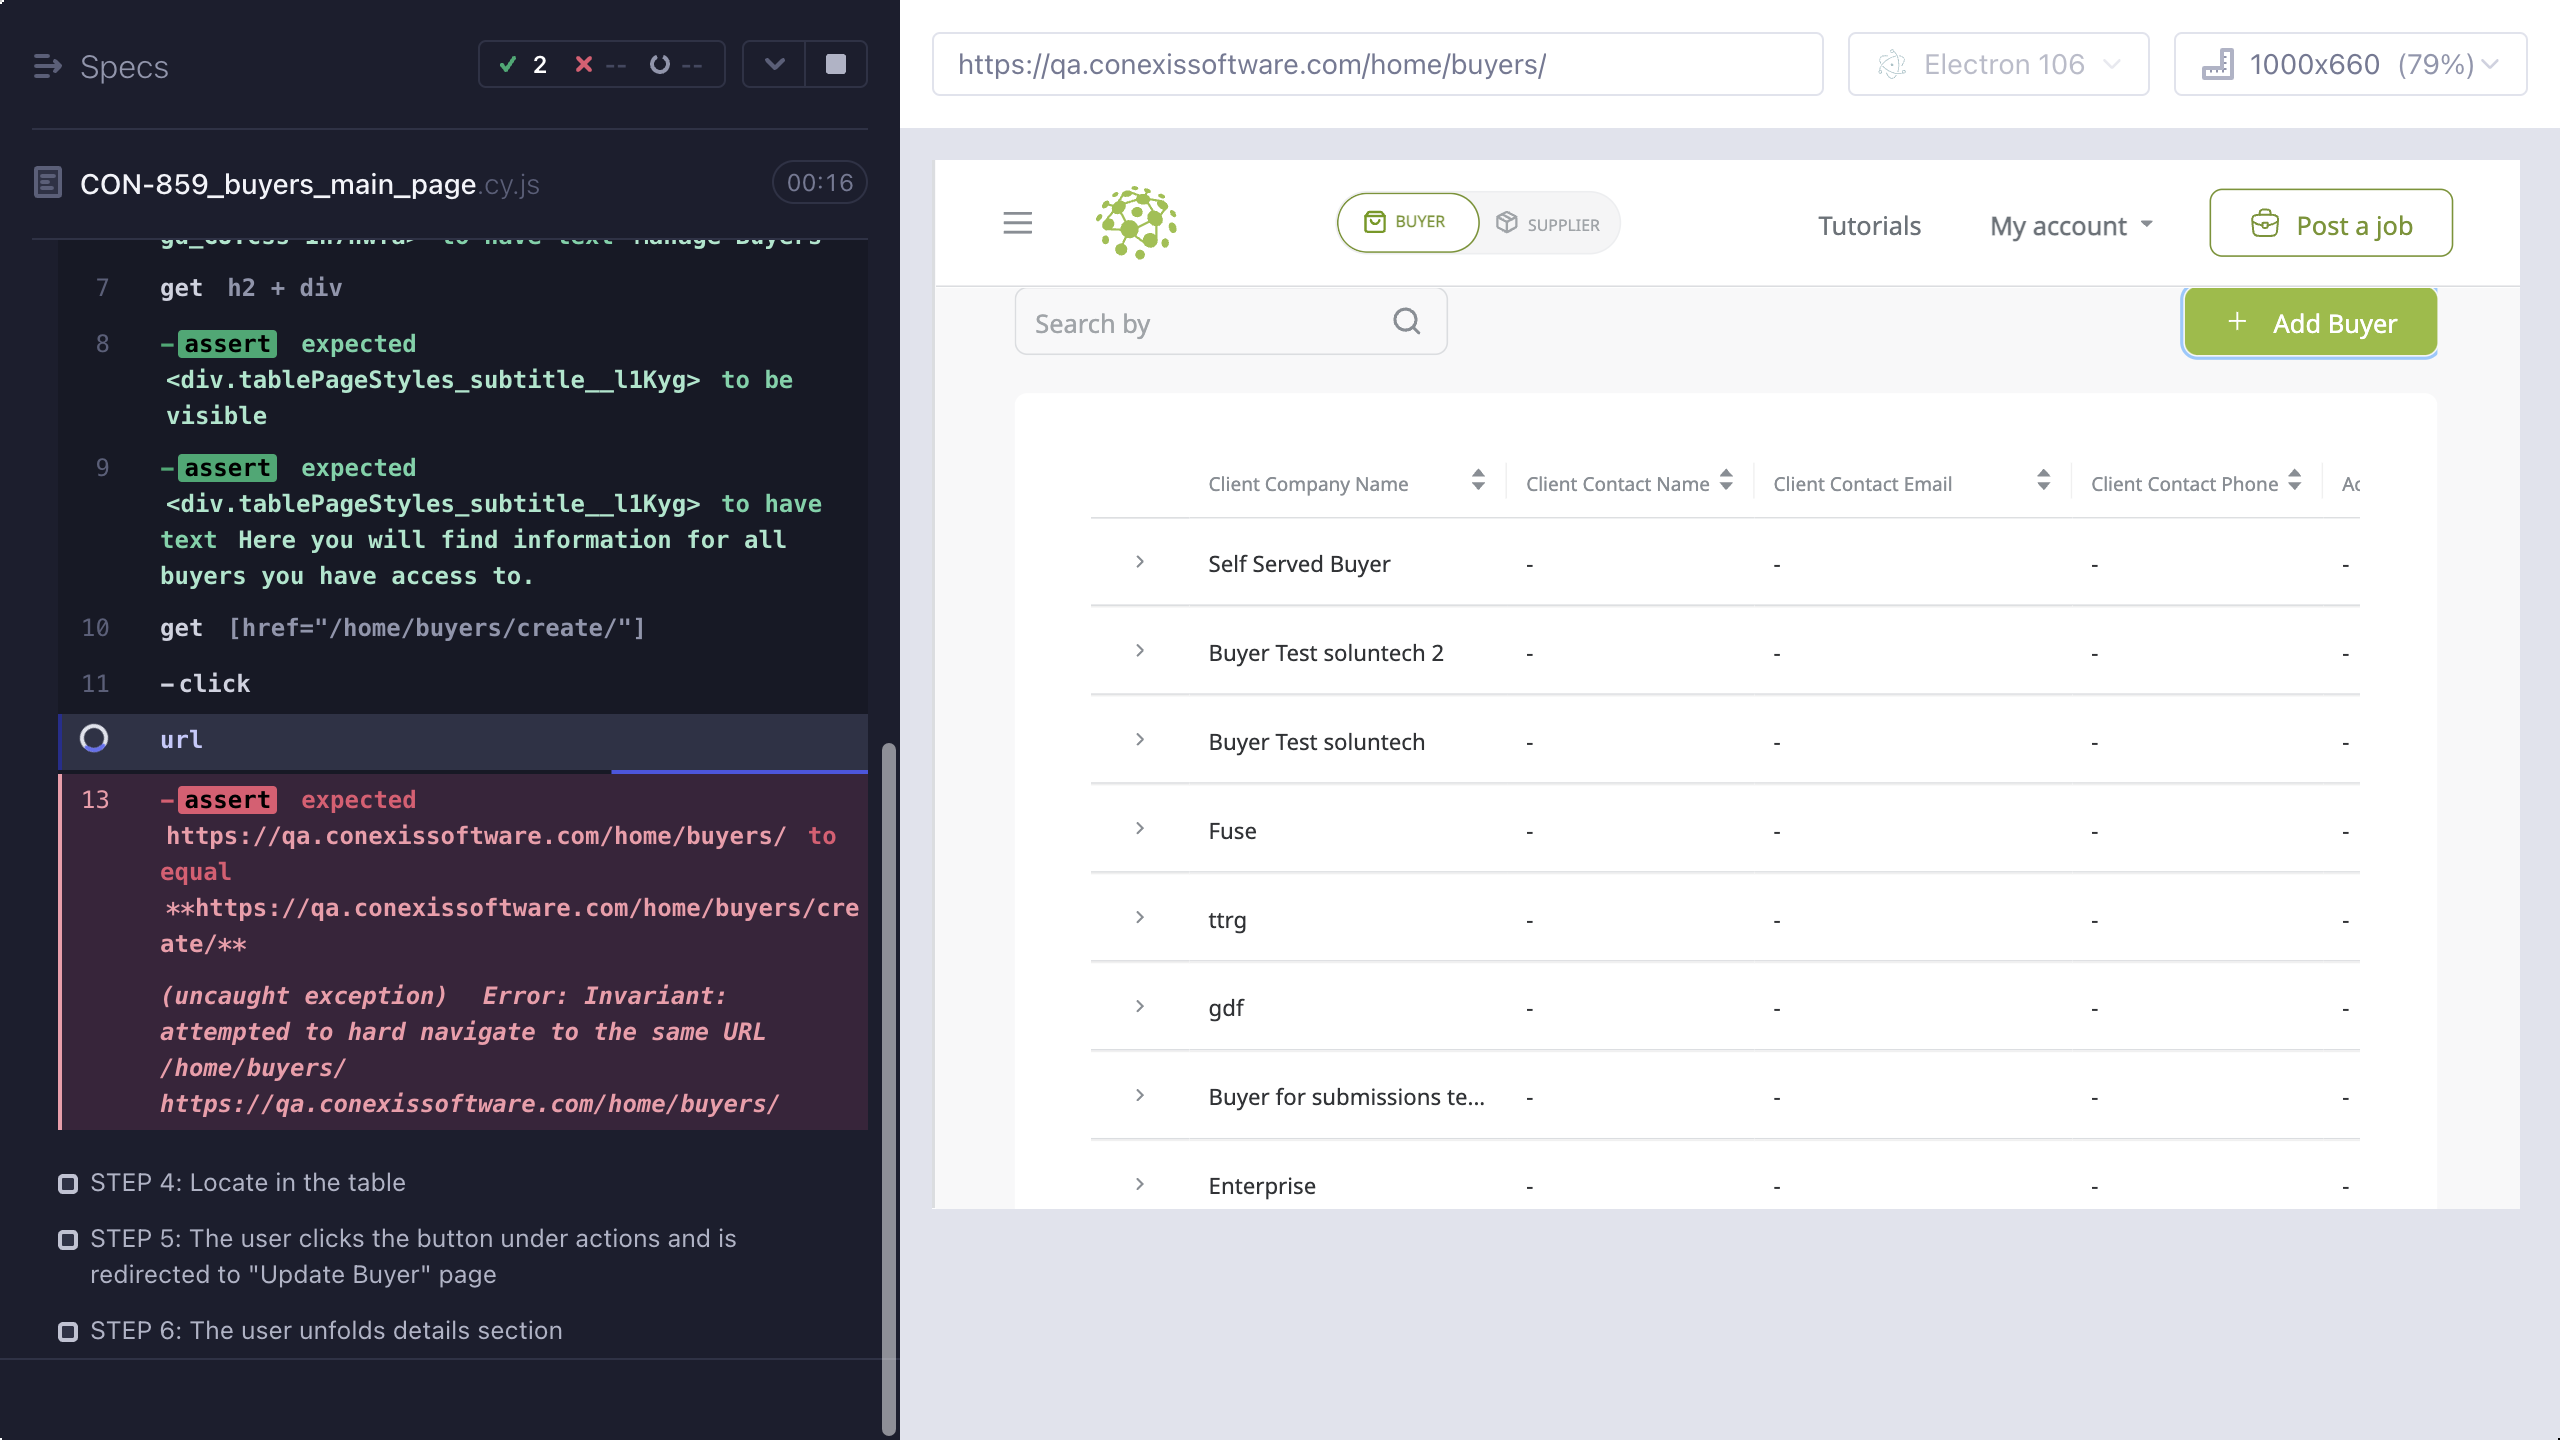 Specs
2 -- --
CON-859_buyers_main_page.cy.js
00:16
7 get h2 + div
8 -assert expected
<div.tablePageStyles_subtitle__l1Kyg> to be
visible
9 -assert expected
<div.tablePageStyles_subtitle__l1Kyg> to have
text Here you will find information for all
buyers you have access to.
10 get [href="/home/buyers/create/"]
11 -click
url
13 -assert expected
https://qa.conexissoftware.com/home/buyers/ to
equal
**https://qa.conexissoftware.com/home/buyers/cre
ate/**
(uncaught exception) Error: Invariant:
attempted to hard navigate to the same URL
/home/buyers/
https://qa.conexissoftware.com/home/buyers/
STEP 4: Locate in the table
STEP 5: The user clicks the button under actions and is
redirected to "Update Buyer" page
STEP 6: The user unfolds details section
https://qa.conexissoftware.com/home/buyers/
Electron 106
1000x660 (79%)
BUYER
SUPPLIER
Tutorials
My account
Post a job
Search by
+ Add Buyer
Client Company Name Client Contact Name Client Contact Email Client Contact Phone Ac
Self Served Buyer - - - -
Buyer Test soluntech 2 - - - -
Buyer Test soluntech - - - -
Fuse - - - -
ttrg - - - -
gdf - - - -
Buyer for submissions te... - - - -
Enterprise - - - -